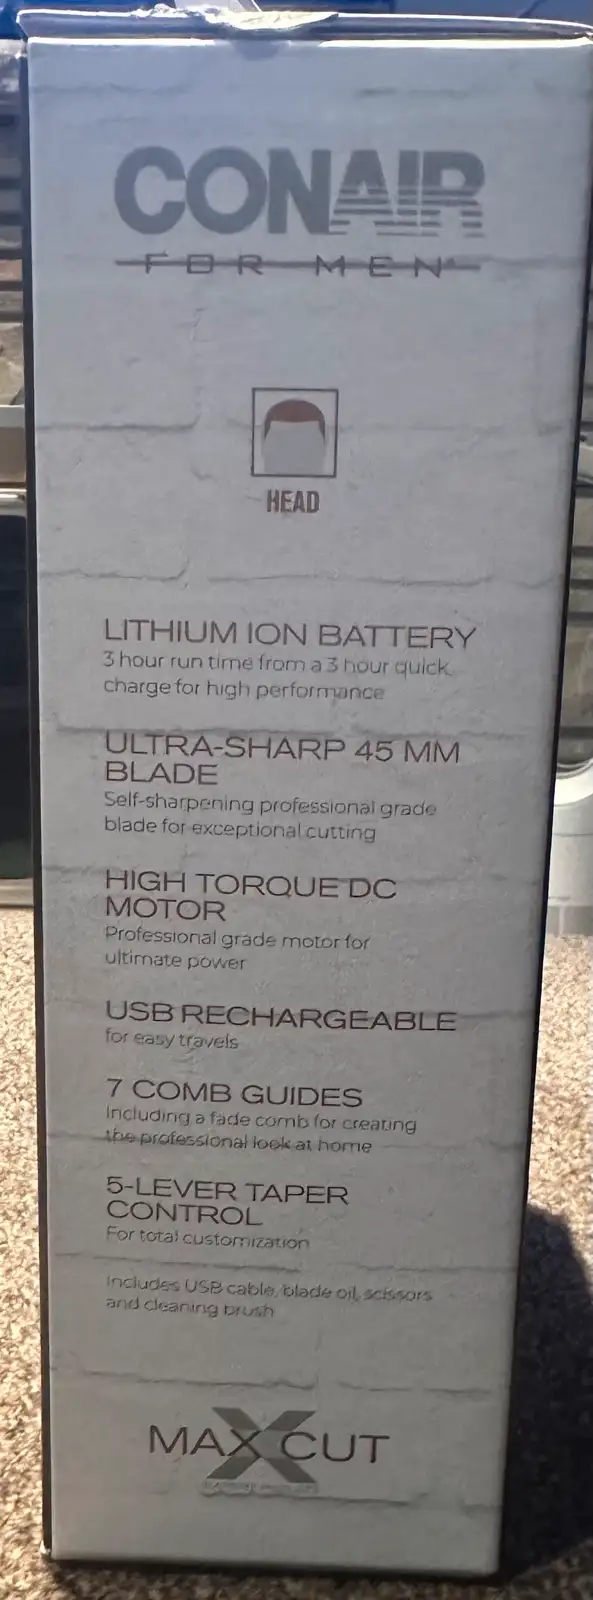 CONAIR
FOR MEN®
HEAD
LITHIUM ION BATTERY
3 hour run time from a 3 hour quick
charge for high performance
ULTRA-SHARP 45 MM
BLADE
Self-sharpening professional grade
blade for exceptional cutting
HIGH TORQUE DC
MOTOR
Professional grade motor for
ultimate power
USB RECHARGEABLE
for easy travels
7 COMB GUIDES
Including a fade comb for creating
the professional look at home
5-LEVER TAPER
CONTROL
For total customization
Includes USB cable, blade oil, scissors
and cleaning brush
MAX CUT